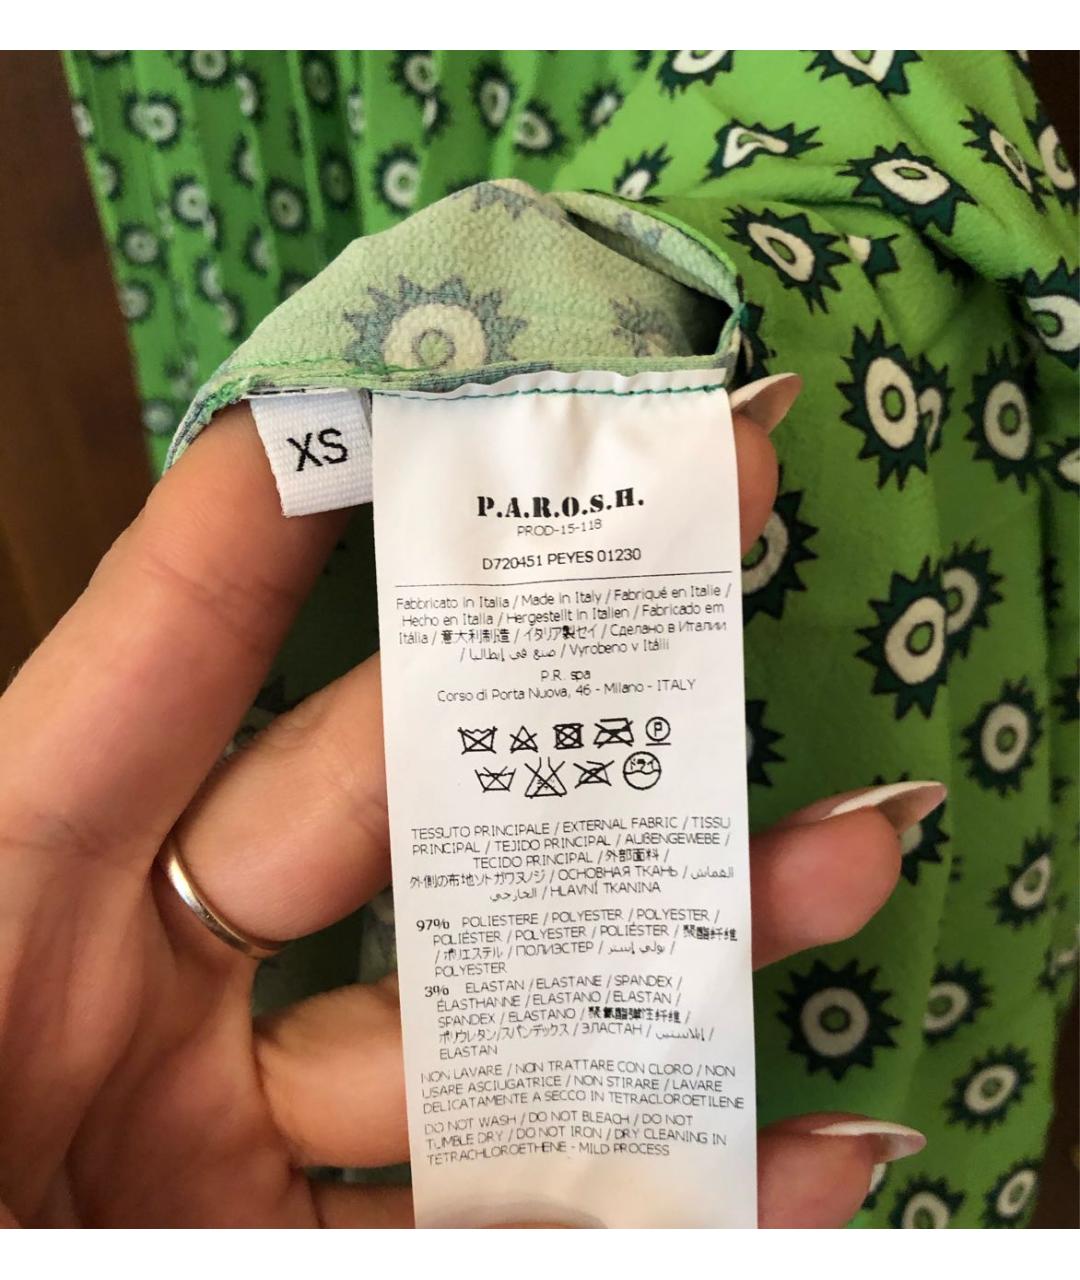 XS
P.A.R.O.S.H.
PROD-15-118
D720451 PEYES 01230
Fabbricato in Italia / Made in Italy / Fabriqué en Italie /
Hecho en Italia / Hergestellt in Italien / Fabricado em
Itália / 意大利制造 / イタリア製セイ / Сделано в Италии
/ صنع في إيطاليا / Vyrobeno v Itálii
P.R. spa
Corso di Porta Nuova, 46 - Milano - ITALY
P
ドライ
TESSUTO PRINCIPALE / EXTERNAL FABRIC / TISSU
PRINCIPAL / TEJIDO PRINCIPAL / AUßENGEWEBE /
TECIDO PRINCIPAL / 外部面料 /
外側の布地ソトガワヌノジ / ОСНОВНАЯ ТКАНЬ / القماش
الخارجي / HLAVNÍ TKANINA
97% POLIESTERE / POLYESTER / POLYESTER /
POLIÉSTER / POLYESTER / POLIÉSTER / 聚酯纤维
/ ポリエステル / ПОЛИЭСТЕР / بولي إستر /
POLYESTER
3% ELASTAN / ELASTANE / SPANDEX /
ÉLASTHANNE / ELASTANO / ELASTAN /
SPANDEX / ELASTANO / 聚氨酯弹性纤维 /
ポリウレタン/スパンデックス / ЭЛАСТАН / إيلاستين /
ELASTAN
NON LAVARE / NON TRATTARE CON CLORO / NON
USARE ASCIUGATRICE / NON STIRARE / LAVARE
DELICATAMENTE A SECCO IN TETRACLOROETILENE
DO NOT WASH / DO NOT BLEACH / DO NOT
TUMBLE DRY / DO NOT IRON / DRY CLEANING IN
TETRACHLOROETHENE - MILD PROCESS